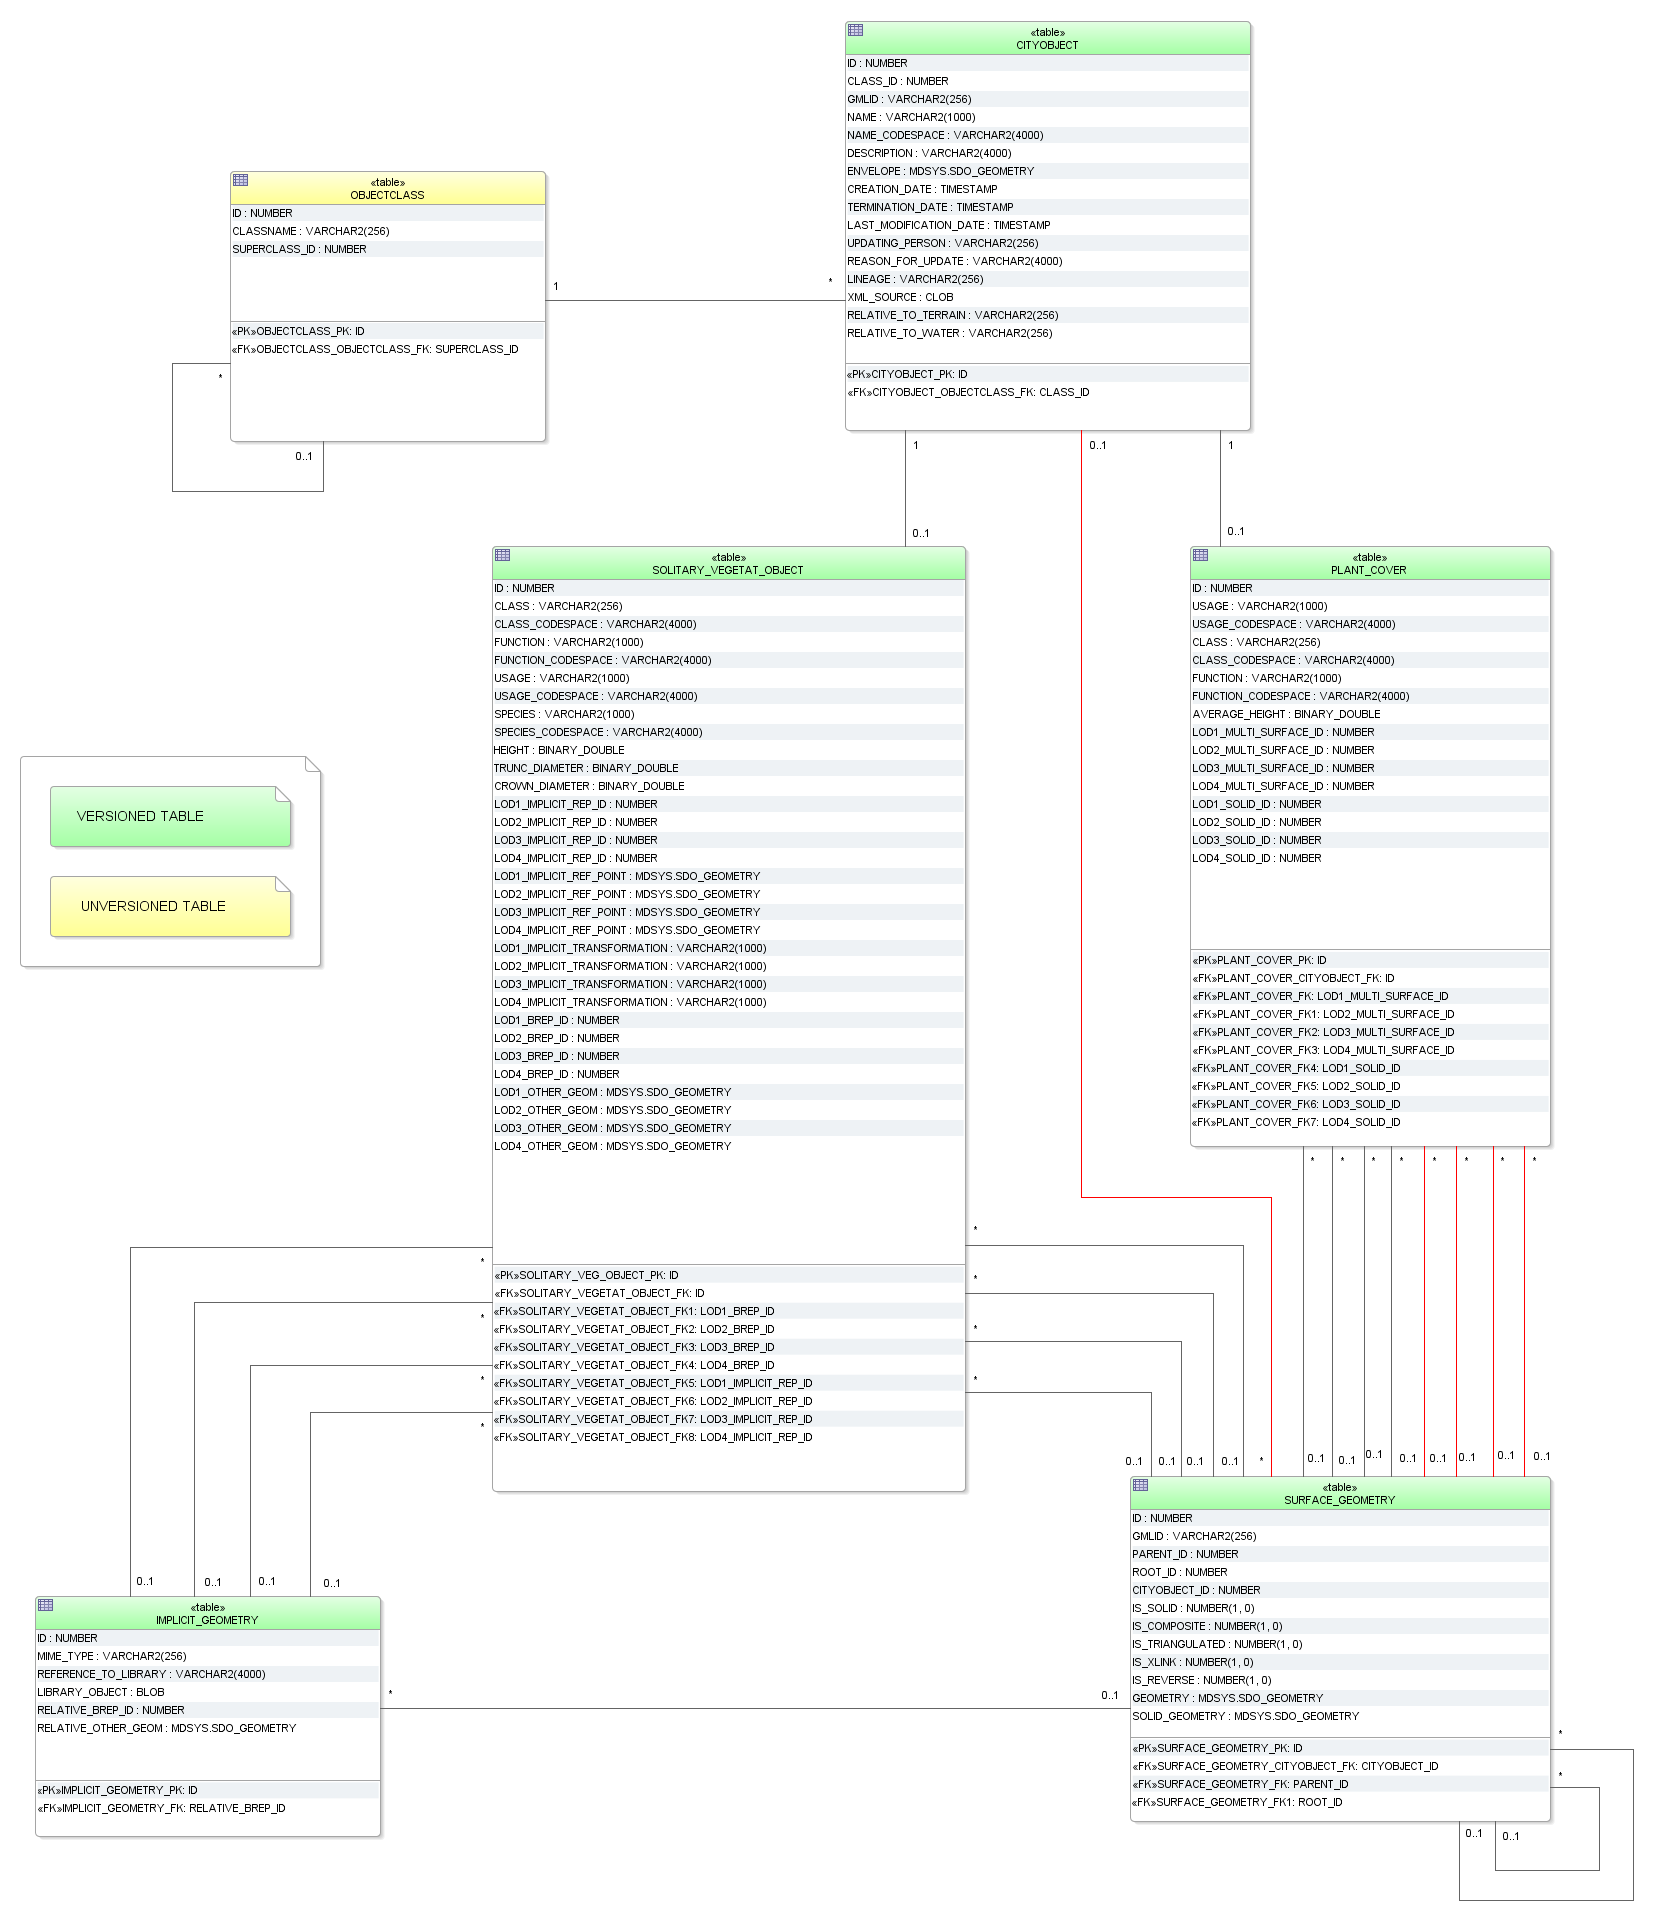 «table»
CITYOBJECT
ID : NUMBER
CLASS_ID : NUMBER
GMLID : VARCHAR2(256)
NAME : VARCHAR2(1000)
NAME_CODESPACE : VARCHAR2(4000)
DESCRIPTION : VARCHAR2(4000)
ENVELOPE : MDSYS.SDO_GEOMETRY
CREATION_DATE : TIMESTAMP
TERMINATION_DATE : TIMESTAMP
LAST_MODIFICATION_DATE : TIMESTAMP
UPDATING_PERSON : VARCHAR2(256)
REASON_FOR_UPDATE : VARCHAR2(4000)
LINEAGE : VARCHAR2(256)
XML_SOURCE : CLOB
RELATIVE_TO_TERRAIN : VARCHAR2(256)
RELATIVE_TO_WATER : VARCHAR2(256)
«PK»CITYOBJECT_PK: ID
«FK»CITYOBJECT_OBJECTCLASS_FK: CLASS_ID
«table»
OBJECTCLASS
ID : NUMBER
CLASSNAME : VARCHAR2(256)
SUPERCLASS_ID : NUMBER
«PK»OBJECTCLASS_PK: ID
«FK»OBJECTCLASS_OBJECTCLASS_FK: SUPERCLASS_ID
1
*
*
0..1
1
0..1
1
0..1
0..1
«table»
SOLITARY_VEGETAT_OBJECT
ID : NUMBER
CLASS : VARCHAR2(256)
CLASS_CODESPACE : VARCHAR2(4000)
FUNCTION : VARCHAR2(1000)
FUNCTION_CODESPACE : VARCHAR2(4000)
USAGE : VARCHAR2(1000)
USAGE_CODESPACE : VARCHAR2(4000)
SPECIES : VARCHAR2(1000)
SPECIES_CODESPACE : VARCHAR2(4000)
HEIGHT : BINARY_DOUBLE
TRUNC_DIAMETER : BINARY_DOUBLE
CROWN_DIAMETER : BINARY_DOUBLE
LOD1_IMPLICIT_REP_ID : NUMBER
LOD2_IMPLICIT_REP_ID : NUMBER
LOD3_IMPLICIT_REP_ID : NUMBER
LOD4_IMPLICIT_REP_ID : NUMBER
LOD1_IMPLICIT_REF_POINT : MDSYS.SDO_GEOMETRY
LOD2_IMPLICIT_REF_POINT : MDSYS.SDO_GEOMETRY
LOD3_IMPLICIT_REF_POINT : MDSYS.SDO_GEOMETRY
LOD4_IMPLICIT_REF_POINT : MDSYS.SDO_GEOMETRY
LOD1_IMPLICIT_TRANSFORMATION : VARCHAR2(1000)
LOD2_IMPLICIT_TRANSFORMATION : VARCHAR2(1000)
LOD3_IMPLICIT_TRANSFORMATION : VARCHAR2(1000)
LOD4_IMPLICIT_TRANSFORMATION : VARCHAR2(1000)
LOD1_BREP_ID : NUMBER
LOD2_BREP_ID : NUMBER
LOD3_BREP_ID : NUMBER
LOD4_BREP_ID : NUMBER
LOD1_OTHER_GEOM : MDSYS.SDO_GEOMETRY
LOD2_OTHER_GEOM : MDSYS.SDO_GEOMETRY
LOD3_OTHER_GEOM : MDSYS.SDO_GEOMETRY
LOD4_OTHER_GEOM : MDSYS.SDO_GEOMETRY
«PK»SOLITARY_VEG_OBJECT_PK: ID
«FK»SOLITARY_VEGETAT_OBJECT_FK: ID
«FK»SOLITARY_VEGETAT_OBJECT_FK1: LOD1_BREP_ID
«FK»SOLITARY_VEGETAT_OBJECT_FK2: LOD2_BREP_ID
«FK»SOLITARY_VEGETAT_OBJECT_FK3: LOD3_BREP_ID
«FK»SOLITARY_VEGETAT_OBJECT_FK4: LOD4_BREP_ID
«FK»SOLITARY_VEGETAT_OBJECT_FK5: LOD1_IMPLICIT_REP_ID
«FK»SOLITARY_VEGETAT_OBJECT_FK6: LOD2_IMPLICIT_REP_ID
«FK»SOLITARY_VEGETAT_OBJECT_FK7: LOD3_IMPLICIT_REP_ID
«FK»SOLITARY_VEGETAT_OBJECT_FK8: LOD4_IMPLICIT_REP_ID
«table»
PLANT_COVER
ID : NUMBER
USAGE : VARCHAR2(1000)
USAGE_CODESPACE : VARCHAR2(4000)
CLASS : VARCHAR2(256)
CLASS_CODESPACE : VARCHAR2(4000)
FUNCTION : VARCHAR2(1000)
FUNCTION_CODESPACE : VARCHAR2(4000)
AVERAGE_HEIGHT : BINARY_DOUBLE
LOD1_MULTI_SURFACE_ID : NUMBER
LOD2_MULTI_SURFACE_ID : NUMBER
LOD3_MULTI_SURFACE_ID : NUMBER
LOD4_MULTI_SURFACE_ID : NUMBER
LOD1_SOLID_ID : NUMBER
LOD2_SOLID_ID : NUMBER
LOD3_SOLID_ID : NUMBER
LOD4_SOLID_ID : NUMBER
«PK»PLANT_COVER_PK: ID
«FK»PLANT_COVER_CITYOBJECT_FK: ID
«FK»PLANT_COVER_FK: LOD1_MULTI_SURFACE_ID
«FK»PLANT_COVER_FK1: LOD2_MULTI_SURFACE_ID
«FK»PLANT_COVER_FK2: LOD3_MULTI_SURFACE_ID
«FK»PLANT_COVER_FK3: LOD4_MULTI_SURFACE_ID
«FK»PLANT_COVER_FK4: LOD1_SOLID_ID
«FK»PLANT_COVER_FK5: LOD2_SOLID_ID
«FK»PLANT_COVER_FK6: LOD3_SOLID_ID
«FK»PLANT_COVER_FK7: LOD4_SOLID_ID
VERSIONED TABLE
UNVERSIONED TABLE
* * * * * * * *
*
*
*
*
*
*
*
*
0..1 0..1 0..1 0..1 * 0..1 0..1 0..1 0..1 0..1 0..1 0..1 0..1
0..1 0..1 0..1 0..1
«table»
IMPLICIT_GEOMETRY
ID : NUMBER
MIME_TYPE : VARCHAR2(256)
REFERENCE_TO_LIBRARY : VARCHAR2(4000)
LIBRARY_OBJECT : BLOB
RELATIVE_BREP_ID : NUMBER
RELATIVE_OTHER_GEOM : MDSYS.SDO_GEOMETRY
«PK»IMPLICIT_GEOMETRY_PK: ID
«FK»IMPLICIT_GEOMETRY_FK: RELATIVE_BREP_ID
*
0..1
«table»
SURFACE_GEOMETRY
ID : NUMBER
GMLID : VARCHAR2(256)
PARENT_ID : NUMBER
ROOT_ID : NUMBER
CITYOBJECT_ID : NUMBER
IS_SOLID : NUMBER(1, 0)
IS_COMPOSITE : NUMBER(1, 0)
IS_TRIANGULATED : NUMBER(1, 0)
IS_XLINK : NUMBER(1, 0)
IS_REVERSE : NUMBER(1, 0)
GEOMETRY : MDSYS.SDO_GEOMETRY
SOLID_GEOMETRY : MDSYS.SDO_GEOMETRY
«PK»SURFACE_GEOMETRY_PK: ID
«FK»SURFACE_GEOMETRY_CITYOBJECT_FK: CITYOBJECT_ID
«FK»SURFACE_GEOMETRY_FK: PARENT_ID
«FK»SURFACE_GEOMETRY_FK1: ROOT_ID
*
*
0..1 0..1